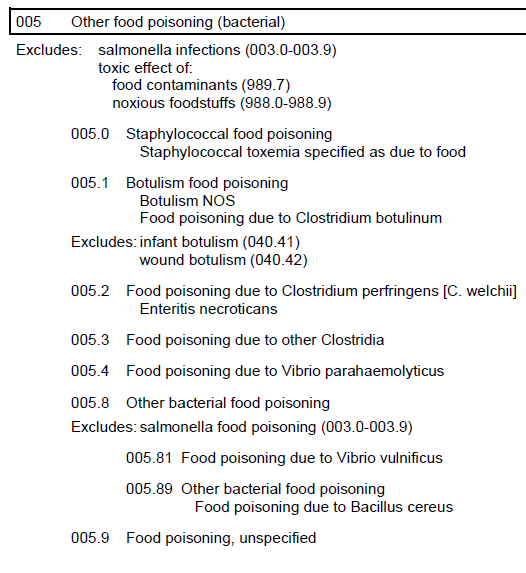 005 Other food poisoning (bacterial)
Excludes: salmonella infections (003.0-003.9)
toxic effect of:
food contaminants (989.7)
noxious foodstuffs (988.0-988.9)
005.0 Staphylococcal food poisoning
Staphylococcal toxemia specified as due to food
005.1 Botulism food poisoning
Botulism NOS
Food poisoning due to Clostridium botulinum
Excludes: infant botulism (040.41)
wound botulism (040.42)
005.2 Food poisoning due to Clostridium perfringens [C. welchii]
Enteritis necroticans
005.3 Food poisoning due to other Clostridia
005.4 Food poisoning due to Vibrio parahaemolyticus
005.8 Other bacterial food poisoning
Excludes: salmonella food poisoning (003.0-003.9)
005.81 Food poisoning due to Vibrio vulnificus
005.89 Other bacterial food poisoning
Food poisoning due to Bacillus cereus
005.9 Food poisoning, unspecified